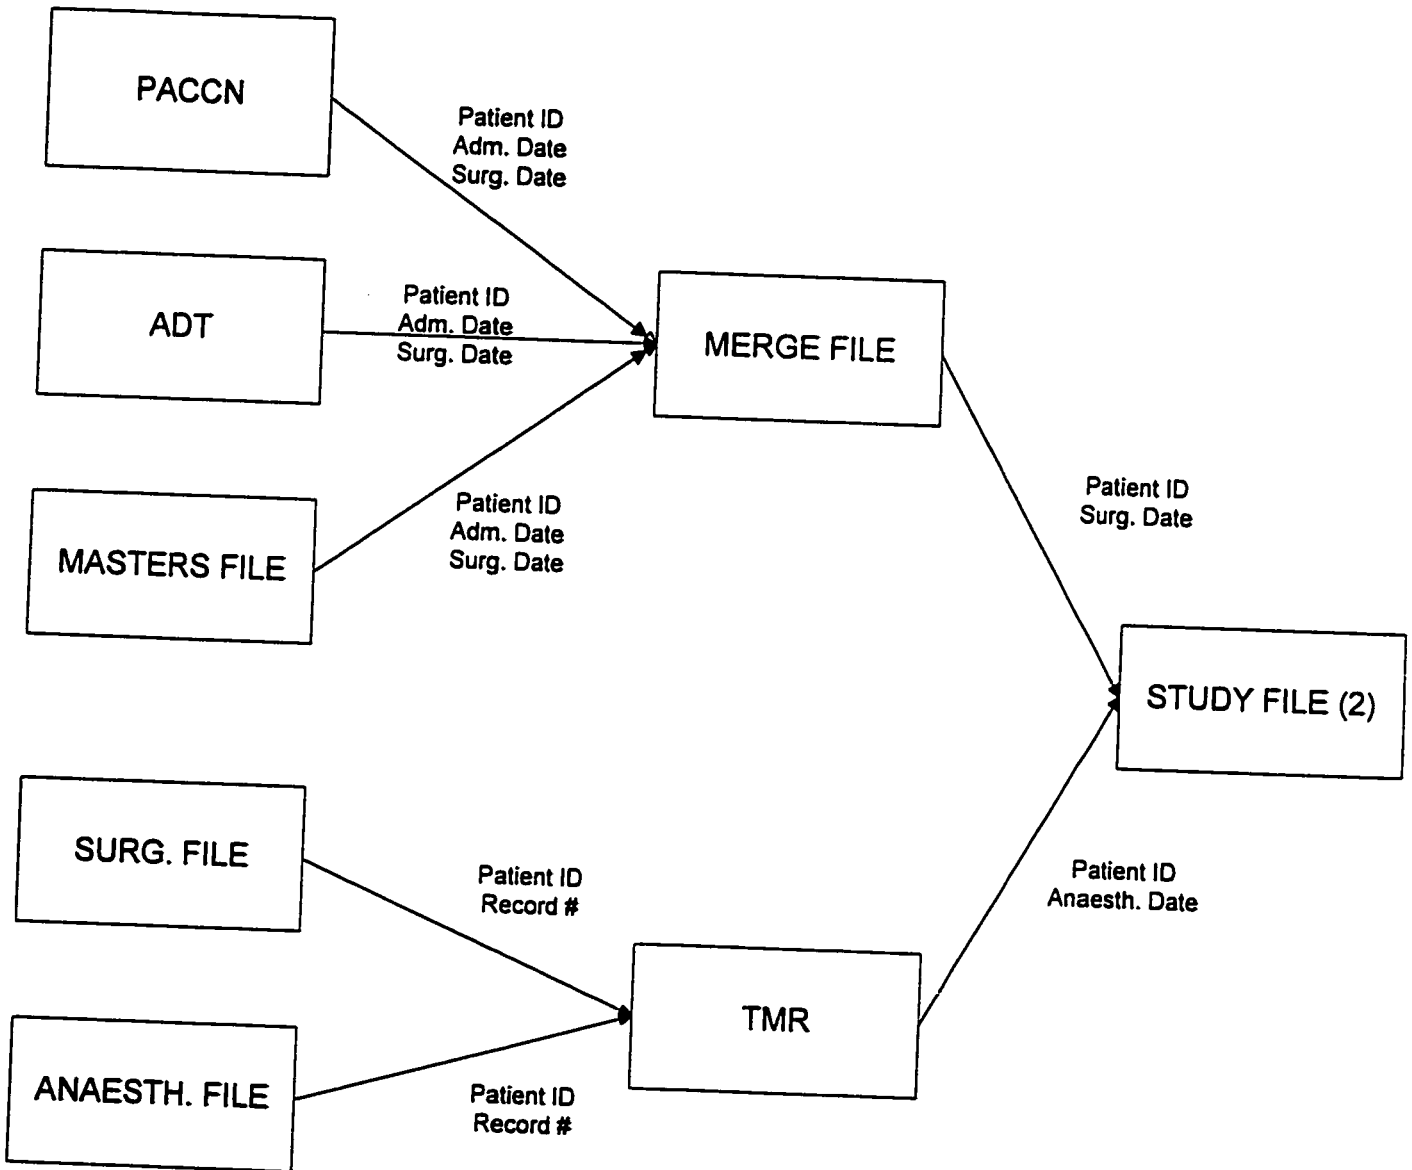 PACCN
Patient ID
Adm. Date
Surg. Date
ADT
Patient ID
Adm. Date
Surg. Date
MERGE FILE
MASTERS FILE
Patient ID
Adm. Date
Surg. Date
Patient ID
Surg. Date
STUDY FILE (2)
SURG. FILE
Patient ID
Record #
Patient ID
Anaesth. Date
TMR
ANAESTH. FILE
Patient ID
Record #